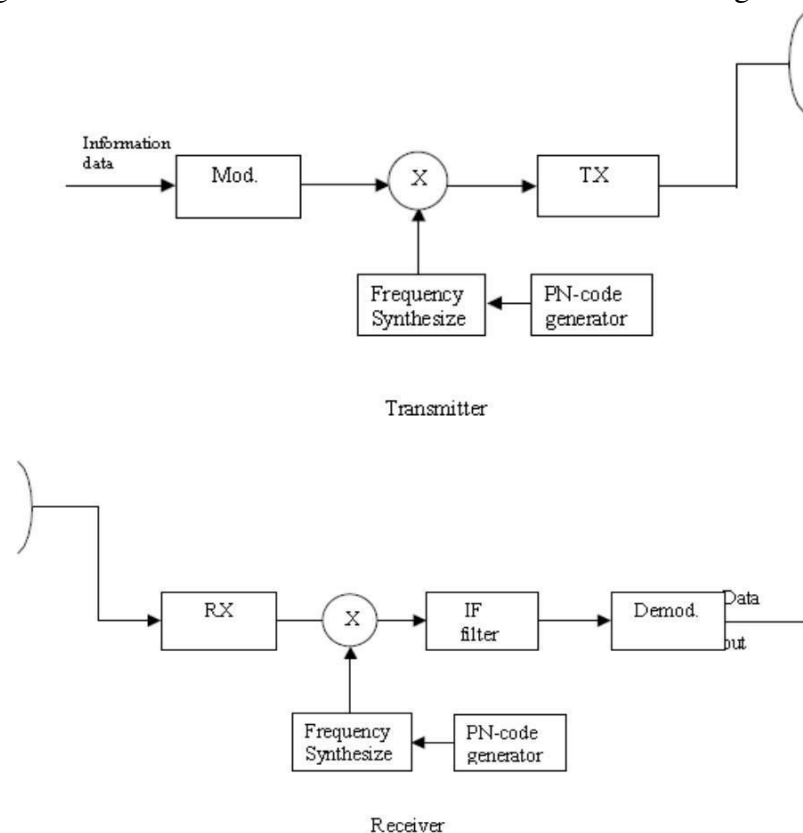 Information
data
Mod.
X
TX
Frequency
Synthesize
PN-code
generator
Transmitter
RX
X
IF
filter
Demod.
Data
out
Frequency
Synthesize
PN-code
generator
Receiver